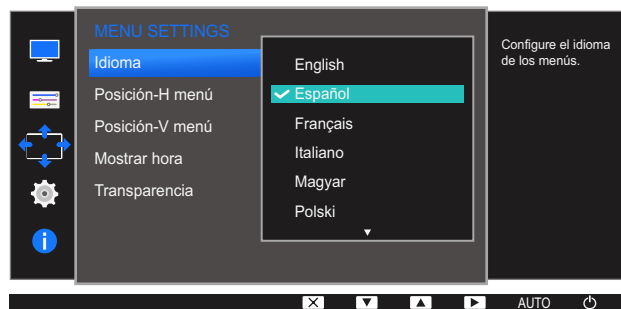 MENU SETTINGS
Idioma
Posición-H menú
Posición-V menú
Mostrar hora
Transparencia
English
Español
Français
Italiano
Magyar
Polski
Configure el idioma
de los menús.
AUTO